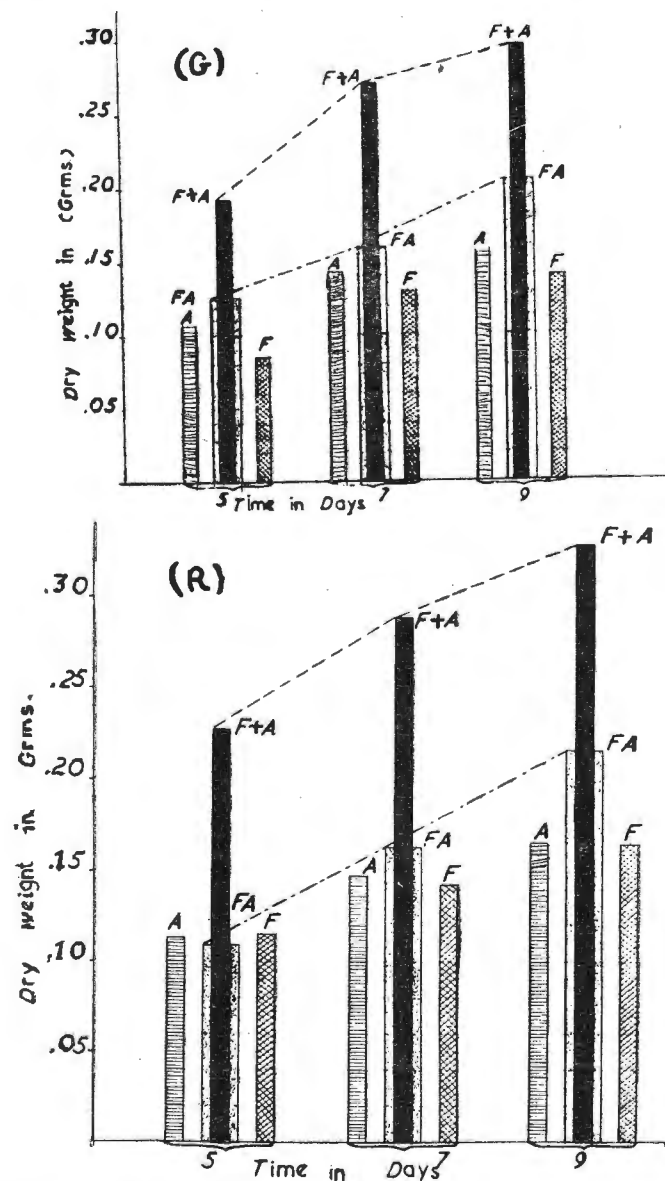 (G)
.30
.25
.20
.15
.10
.05
Dry weight in (Grms)
F+A
F+A
F+A
FA
A
F
A
FA
F
A
FA
F
5
7
9
Time in Days
(R)
.30
.25
.20
.15
.10
.05
Dry weight in Grms.
F+A
F+A
F+A
A
FA
F
A
FA
F
A
FA
F
5
7
9
Time in Days